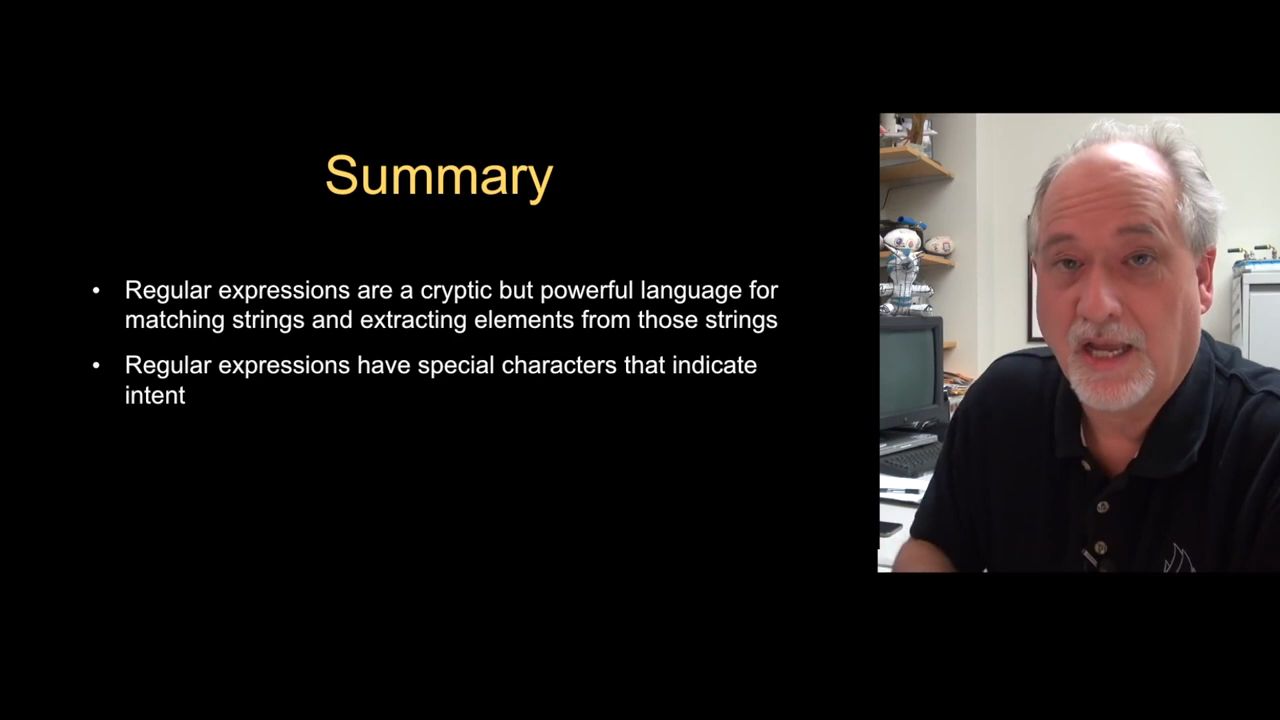 Summary
• Regular expressions are a cryptic but powerful language for
matching strings and extracting elements from those strings
• Regular expressions have special characters that indicate
intent